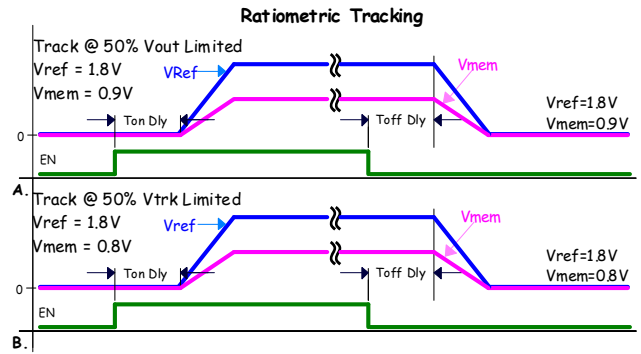 Ratiometric Tracking
Track @ 50% Vout Limited
Vref = 1.8V
VRef
Vmem
Vmem = 0.9V
Vref=1.8V
Vmem=0.9V
Ton Dly
Toff Dly
0
EN
A.
Track @ 50% Vtrk Limited
Vref = 1.8V
Vref
Vmem
Vmem = 0.8V
Vref=1.8V
Vmem=0.8V
Ton Dly
Toff Dly
0
EN
B.